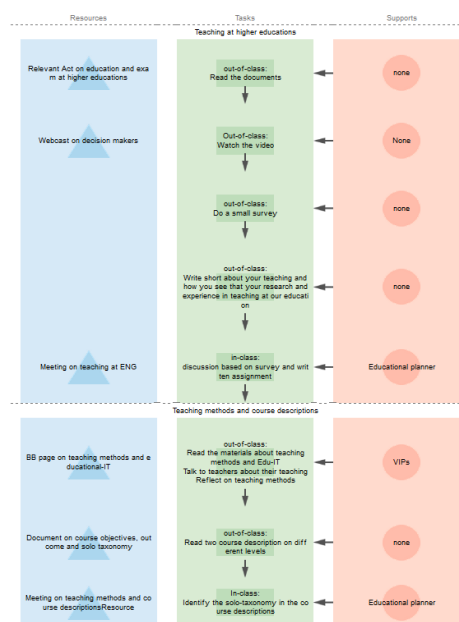 Resources Tasks Supports
Teaching at higher educations
Relevant Act on education and exa
m at higher educations
out-of-class:
Read the documents
none
Webcast on decision makers
Out-of-class:
Watch the video
None
out-of-class:
Do a small survey
none
out-of-class:
Write short about your teaching and
how you see that your research and
experience in teaching at our educati
on
none
Meeting on teaching at ENG
in-class:
discussion based on survey and writ
ten assignment
Educational planner
Teaching methods and course descriptions
BB page on teaching methods and e
ducational-IT
out-of-class:
Read the materials about teaching
methods and Edu-IT
Talk to teachers about their teaching
Reflect on teaching methods
VIPs
Document on course objectives, out
come and solo taxonomy
out-of-class:
Read two course description on diff
erent levels
none
Meeting on teaching methods and co
urse descriptionsResource
In-class:
Identify the solo-taxonomy in the co
urse descriptions
Educational planner